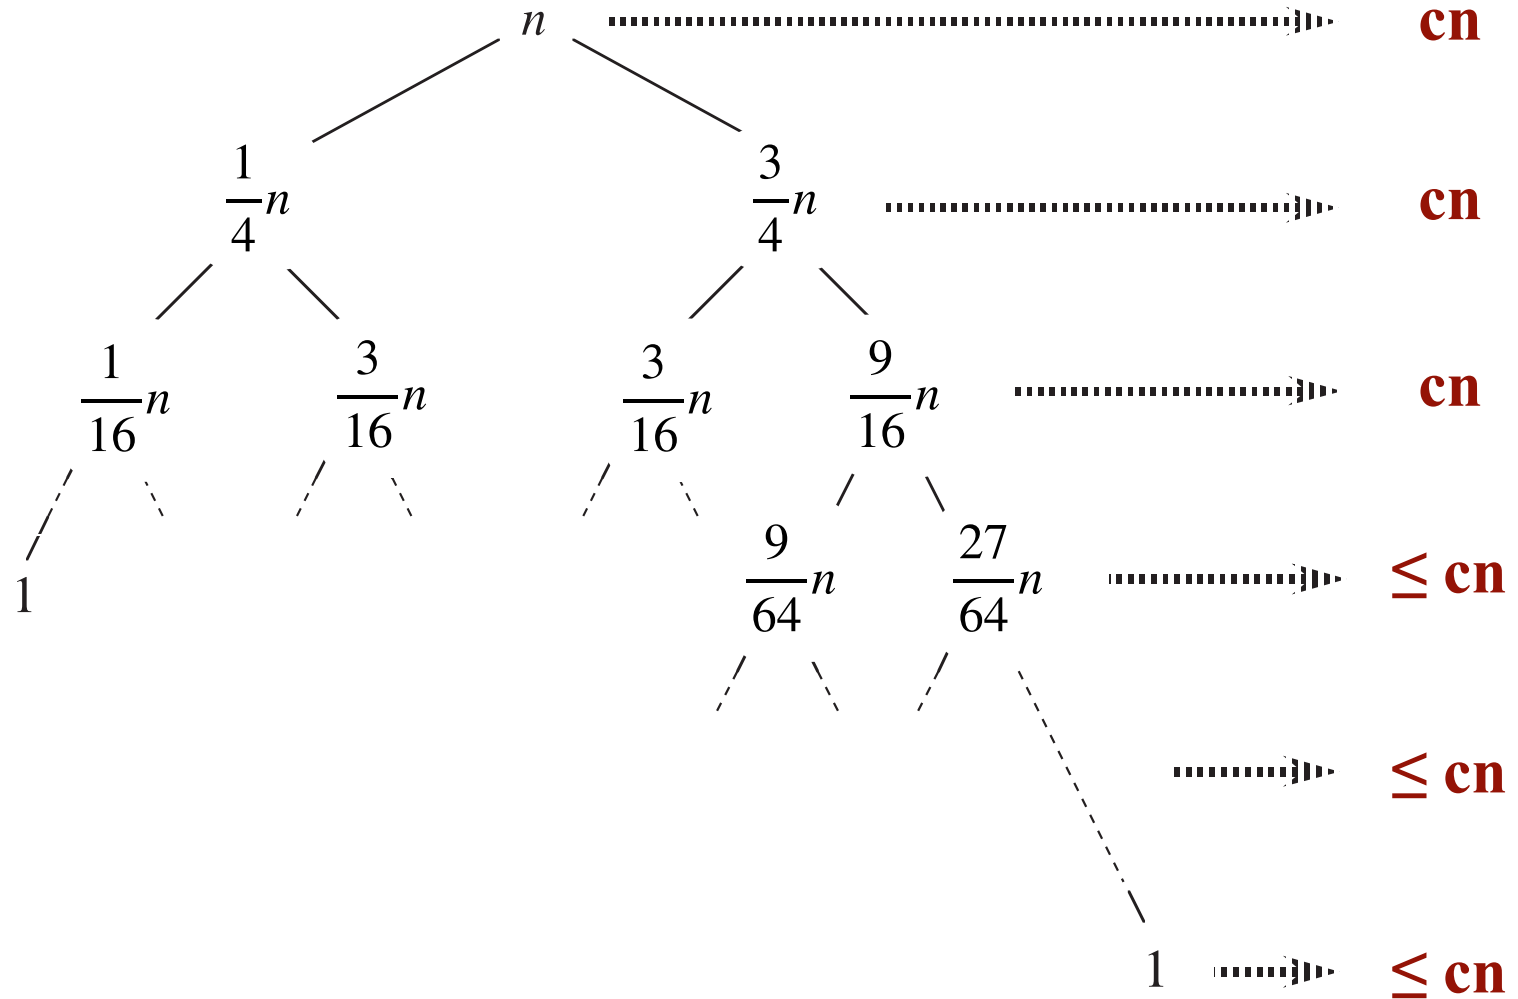 n cn
1/4 n 3/4 n cn
1/16 n 3/16 n 3/16 n 9/16 n cn
1 9/64 n 27/64 n ≤ cn
≤ cn
1 ≤ cn